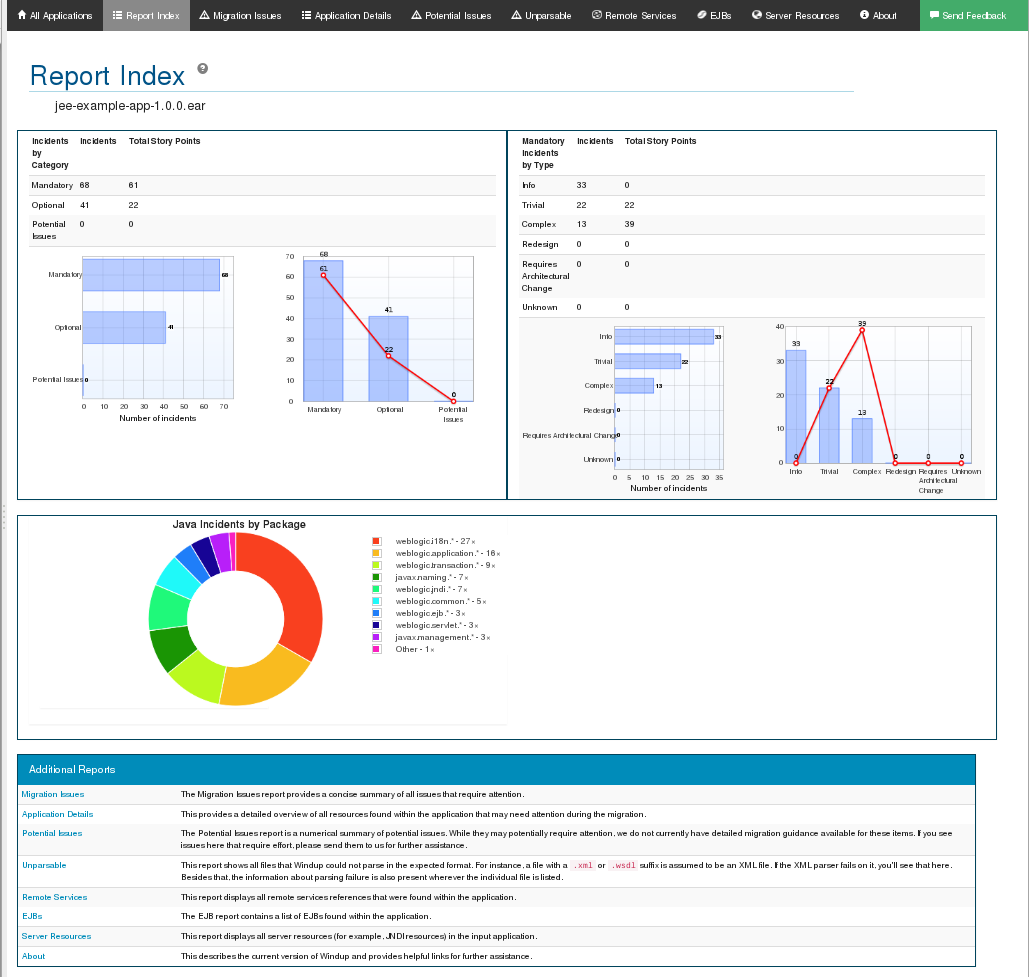 All Applications Report Index Migration Issues Application Details Potential Issues Unparsable Remote Services EJBs Server Resources About Send Feedback
Report Index
jee-example-app-1.0.0.ear
Incidents by Category Incidents Total Story Points
Mandatory 68 61
Optional 41 22
Potential Issues 0 0
Mandatory 68
Optional 41
Potential Issues 0
0 10 20 30 40 50 60 70
Number of incidents
70
60
50
40
30
20
10
0
68
61
41
22
0
Mandatory Optional Potential Issues
Mandatory Incidents by Type Incidents Total Story Points
Info 33 0
Trivial 22 22
Complex 13 39
Redesign 0 0
Requires Architectural Change 0 0
Unknown 0 0
Info 33
Trivial 22
Complex 13
Redesign 0
Requires Architectural Change 0
Unknown 0
0 5 10 15 20 25 30 35
Number of incidents
40
30
20
10
0
33
0
22
39
13
0
0
0
Info Trivial Complex Redesign Requires Architectural Change Unknown
Java Incidents by Package
weblogic.i18n.* - 27×
weblogic.application.* - 16×
weblogic.transaction.* - 9×
javax.naming.* - 7×
weblogic.jndi.* - 7×
weblogic.common.* - 5×
weblogic.ejb.* - 3×
weblogic.servlet.* - 3×
javax.management.* - 3×
Other - 1×
Additional Reports
Migration Issues The Migration Issues report provides a concise summary of all issues that require attention.
Application Details This provides a detailed overview of all resources found within the application that may need attention during the migration.
Potential Issues The Potential Issues report is a numerical summary of potential issues. While they may potentially require attention, we do not currently have detailed migration guidance available for these items. If you see
issues here that require effort, please send them to us for further assistance.
Unparsable This report shows all files that Windup could not parse in the expected format. For instance, a file with a .xml or .wsdl suffix is assumed to be an XML file. If the XML parser fails on it, you'll see that here.
Besides that, the information about parsing failure is also present wherever the individual file is listed.
Remote Services This report displays all remote services references that were found within the application.
EJBs The EJB report contains a list of EJBs found within the application.
Server Resources This report displays all server resources (for example, JNDI resources) in the input application.
About This describes the current version of Windup and provides helpful links for further assistance.